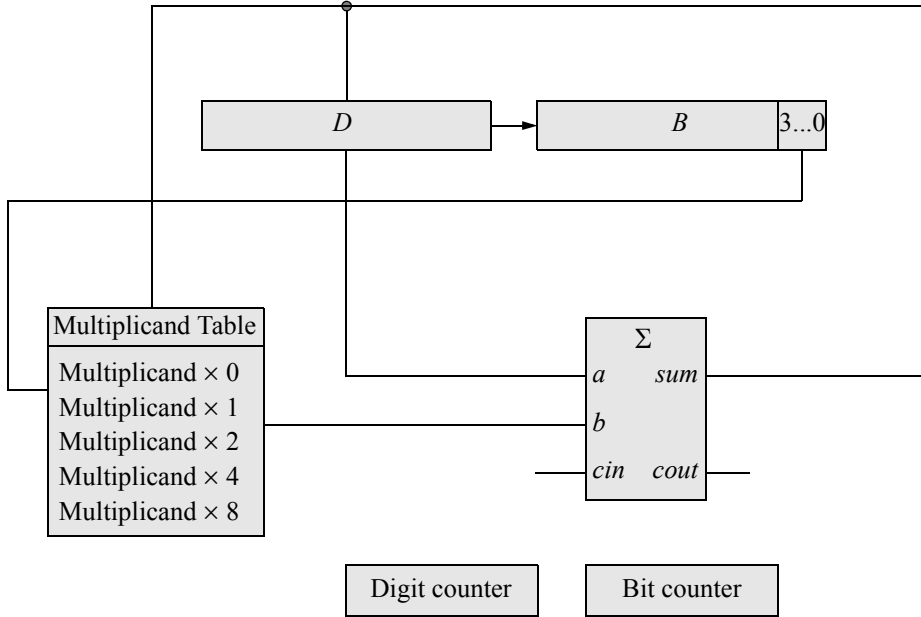 D
B
3...0
Multiplicand Table
Multiplicand × 0
Multiplicand × 1
Multiplicand × 2
Multiplicand × 4
Multiplicand × 8
Σ
a sum
b
cin cout
Digit counter
Bit counter